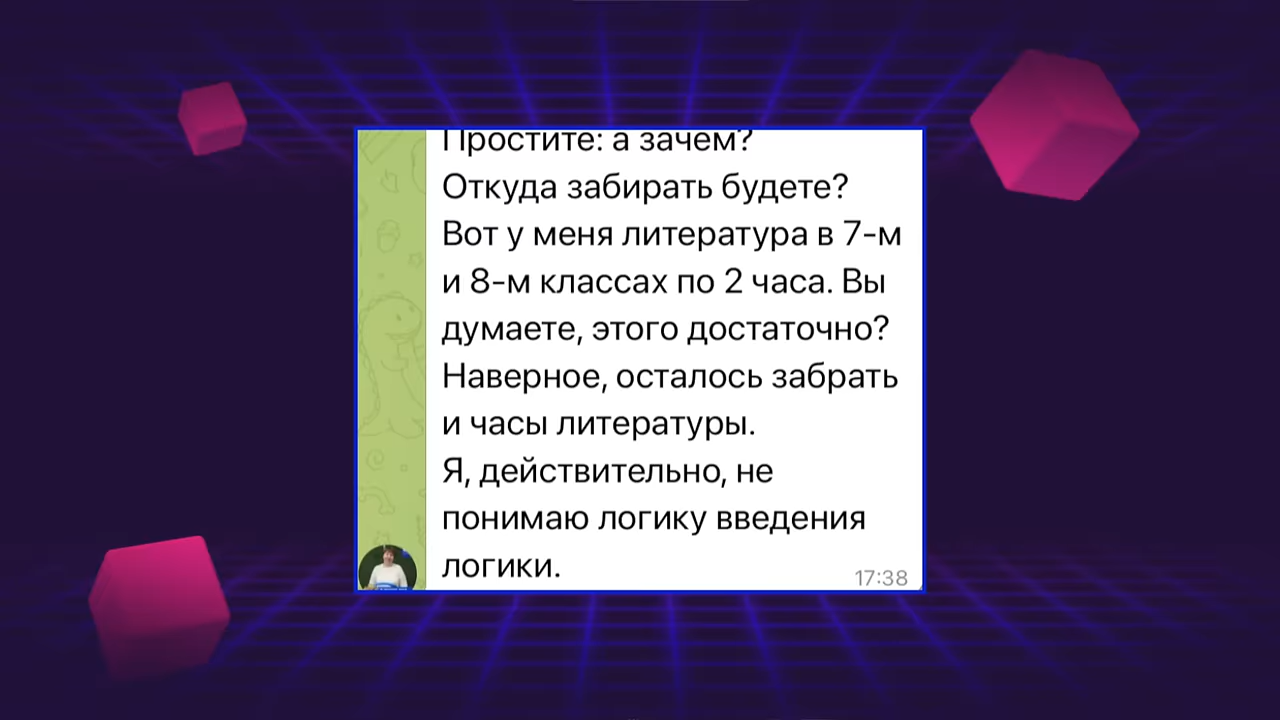 Простите: а зачем?
Откуда забирать будете?
Вот у меня литература в 7-м
и 8-м классах по 2 часа. Вы
думаете, этого достаточно?
Наверное, осталось забрать
и часы литературы.
Я, действительно, не
понимаю логику введения
логики.
17:38